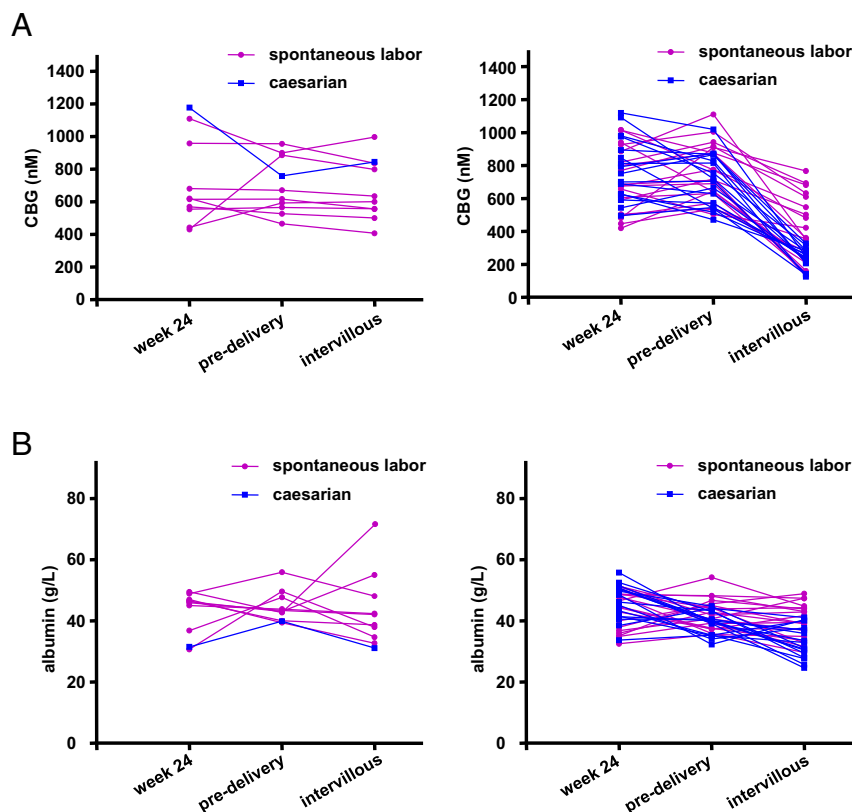 A
spontaneous labor
caesarian
CBG (nM)
1400
1200
1000
800
600
400
200
0
week 24
pre-delivery
intervillous
spontaneous labor
caesarian
CBG (nM)
1400
1200
1000
800
600
400
200
0
week 24
pre-delivery
intervillous
B
spontaneous labor
caesarian
albumin (g/L)
80
60
40
20
0
week 24
pre-delivery
intervillous
spontaneous labor
caesarian
albumin (g/L)
80
60
40
20
0
week 24
pre-delivery
intervillous